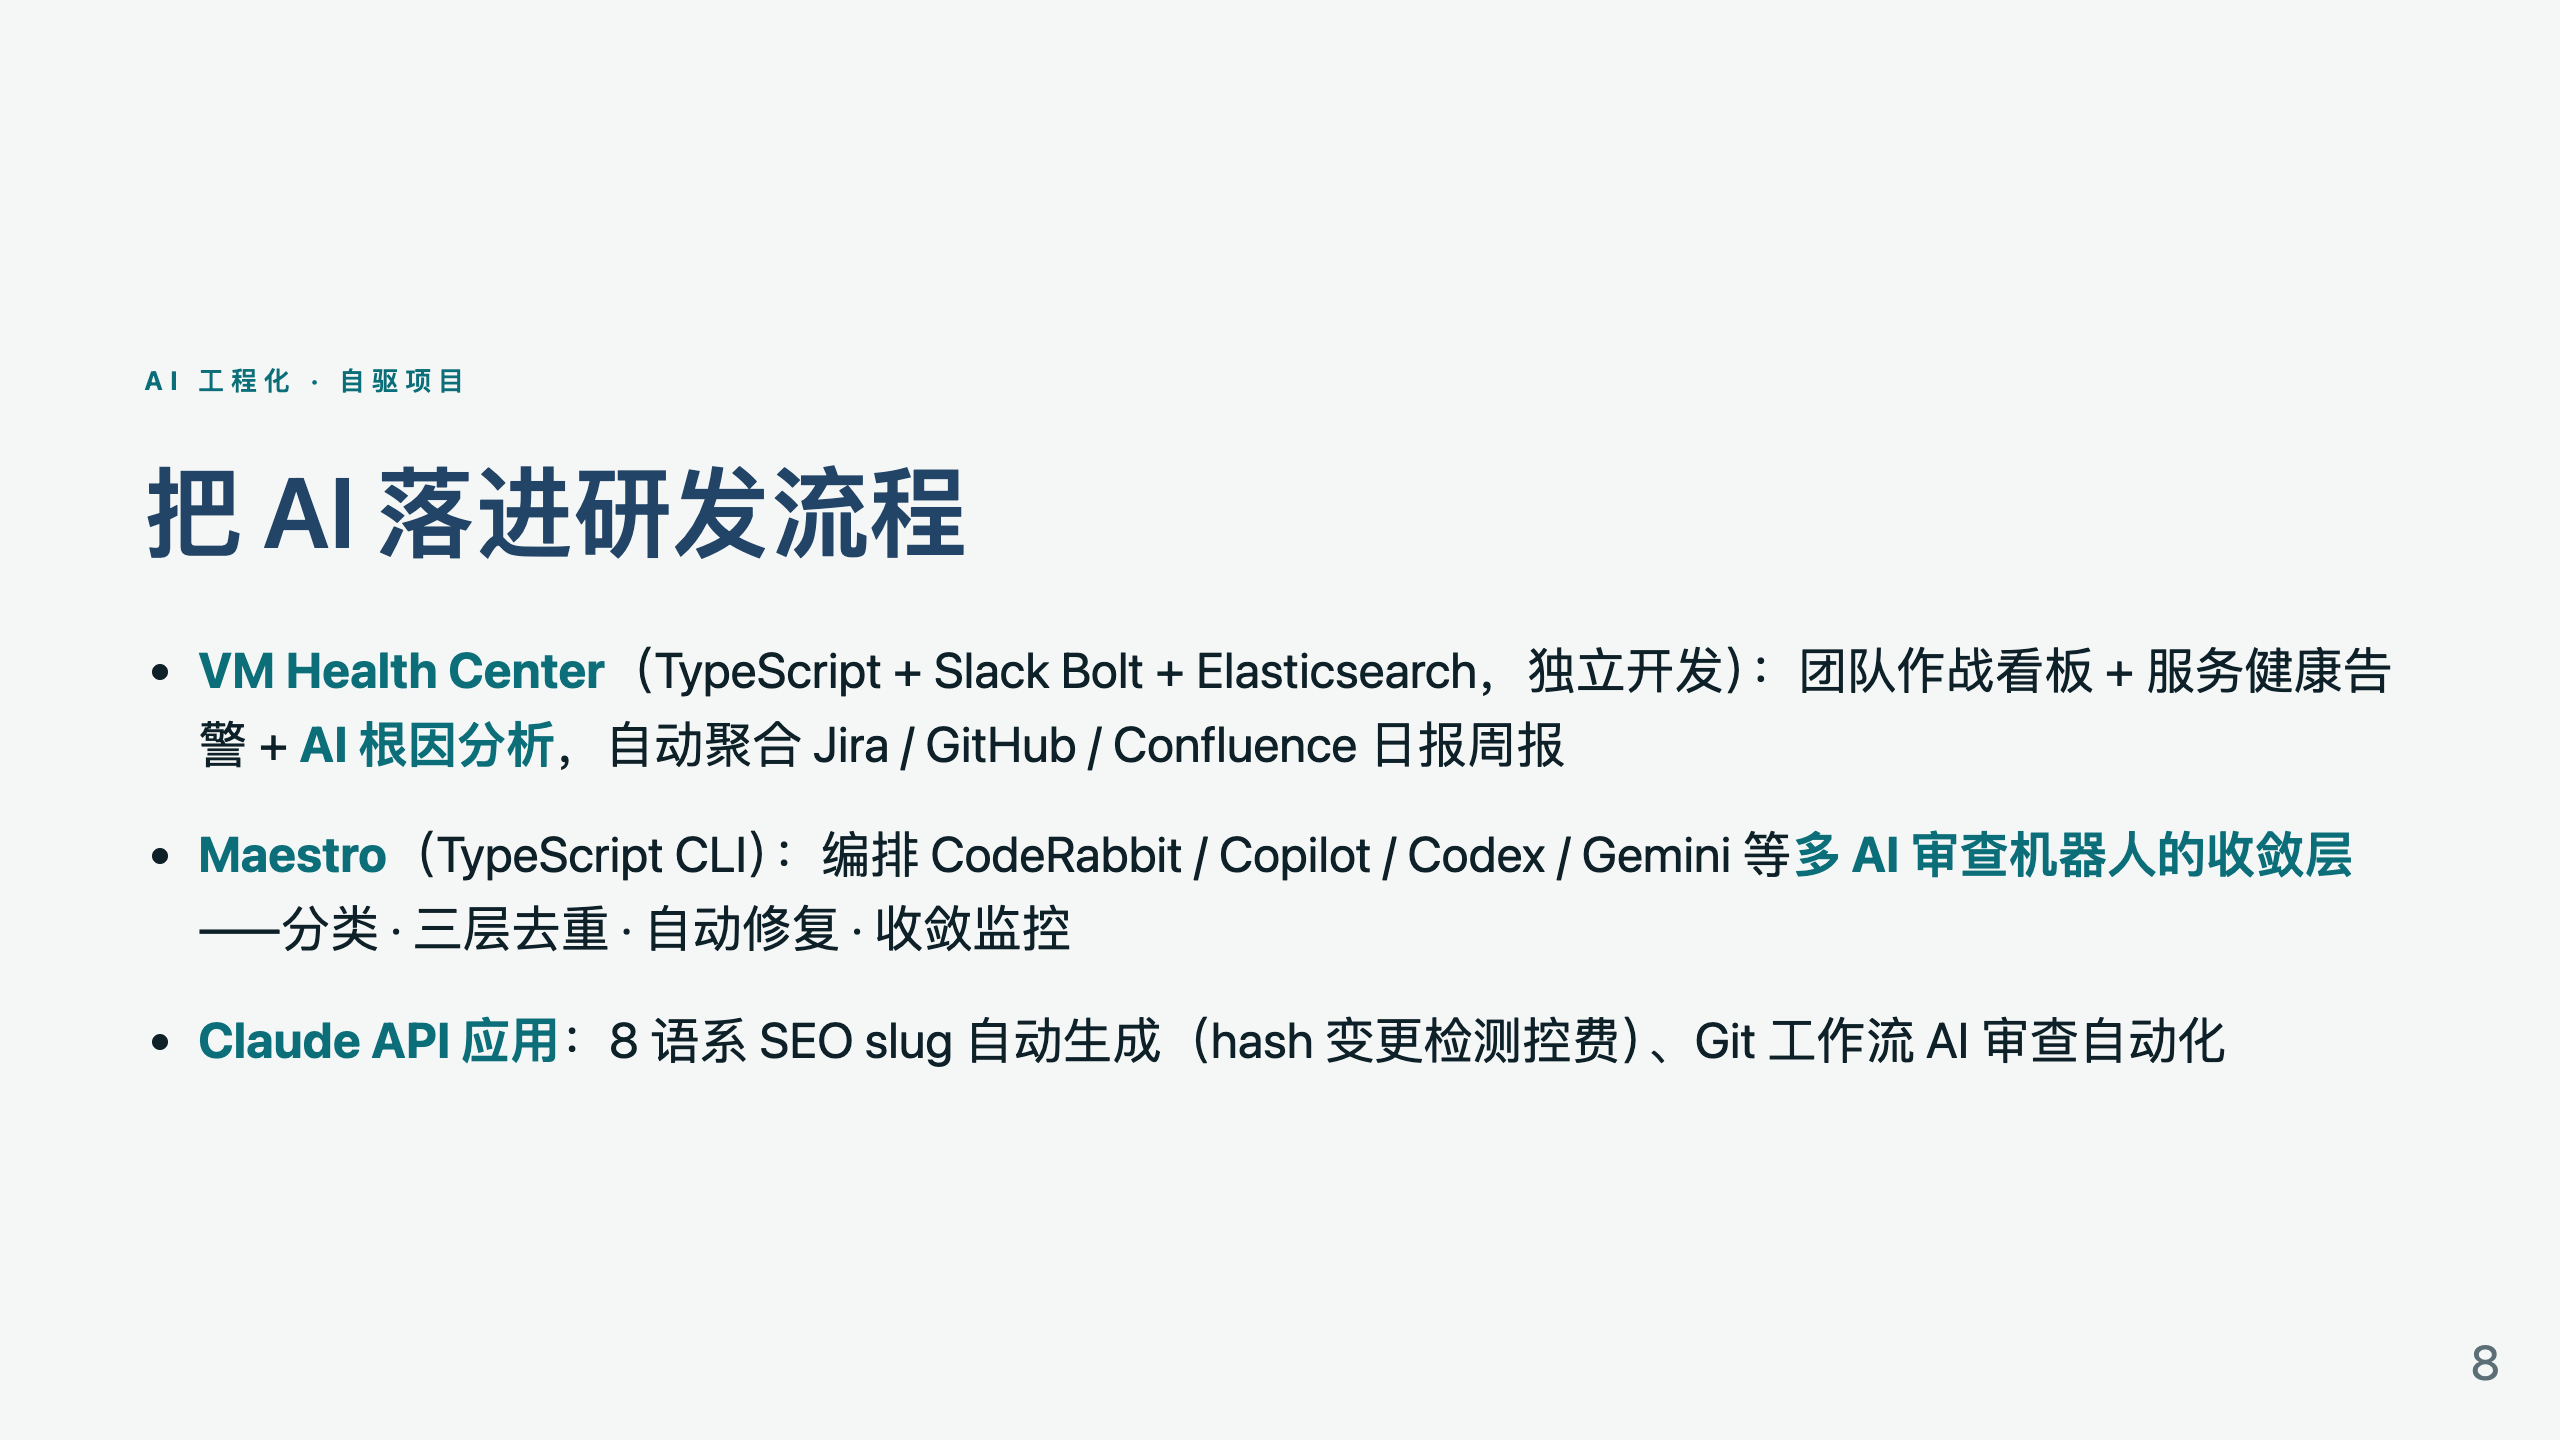 AI 工程化 · 自驱项目
把 AI 落进研发流程
• VM Health Center（TypeScript + Slack Bolt + Elasticsearch，独立开发）：团队作战看板 + 服务健康告
警 + AI 根因分析，自动聚合 Jira / GitHub / Confluence 日报周报
• Maestro（TypeScript CLI）：编排 CodeRabbit / Copilot / Codex / Gemini 等多 AI 审查机器人的收敛层
——分类 · 三层去重 · 自动修复 · 收敛监控
• Claude API 应用：8 语系 SEO slug 自动生成（hash 变更检测控费）、Git 工作流 AI 审查自动化
8